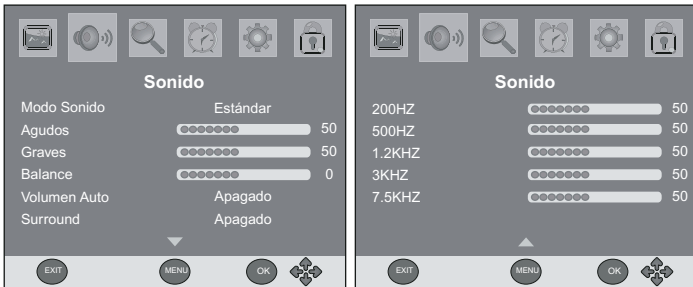 Sonido
Modo Sonido Estándar
Agudos 50
Graves 50
Balance 0
Volumen Auto Apagado
Surround Apagado
EXIT MENU OK
Sonido
200HZ 50
500HZ 50
1.2KHZ 50
3KHZ 50
7.5KHZ 50
EXIT MENU OK